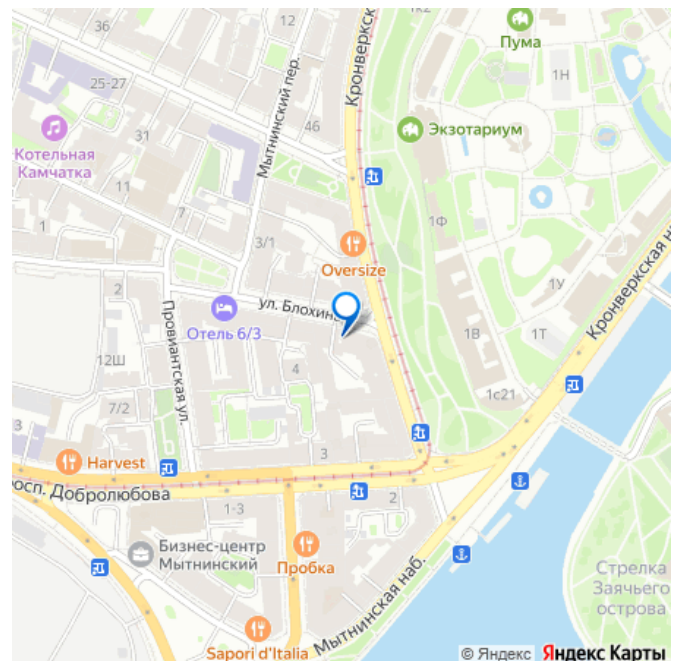 12
1к2
36
Пума
1Н
25-27
Мытнинский пер.
Кронверкский
46
Экзотариум
31
Котельная
Камчатка
11
7
1Ф
1
3/1
Oversize
1У
Кронверкская на
2
ул. Блохина
Отель 6/3
Провиантская ул.
1В
1Т
12Ш
4
7/2
1с21
3
3
Harvest
просп. Добролюбова
2
1-3
Бизнес-центр
Мытнинский
Пробка
Мытнинская наб.
Стрелка
Заячьего
острова
Sapori d'Italia
© Яндекс Яндекс Карты